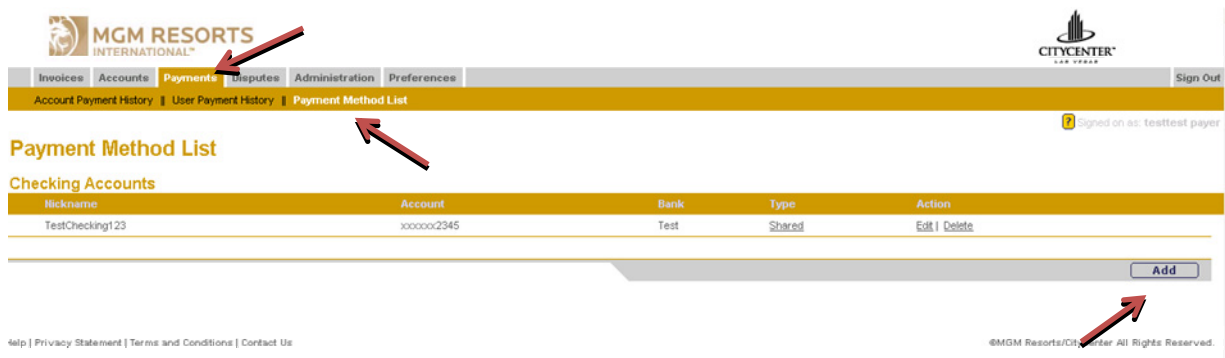 MGM RESORTS
INTERNATIONAL™
CITYCENTER®
LAS VEGAS
Invoices Accounts Payments Disputes Administration Preferences Sign Out
Account Payment History || User Payment History || Payment Method List
? Signed on as: testtest payer
Payment Method List
Checking Accounts
Nickname Account Bank Type Action
TestChecking123 xxxxxx2345 Test Shared Edit | Delete
Add
Help | Privacy Statement | Terms and Conditions | Contact Us ©MGM Resorts/CityCenter All Rights Reserved.